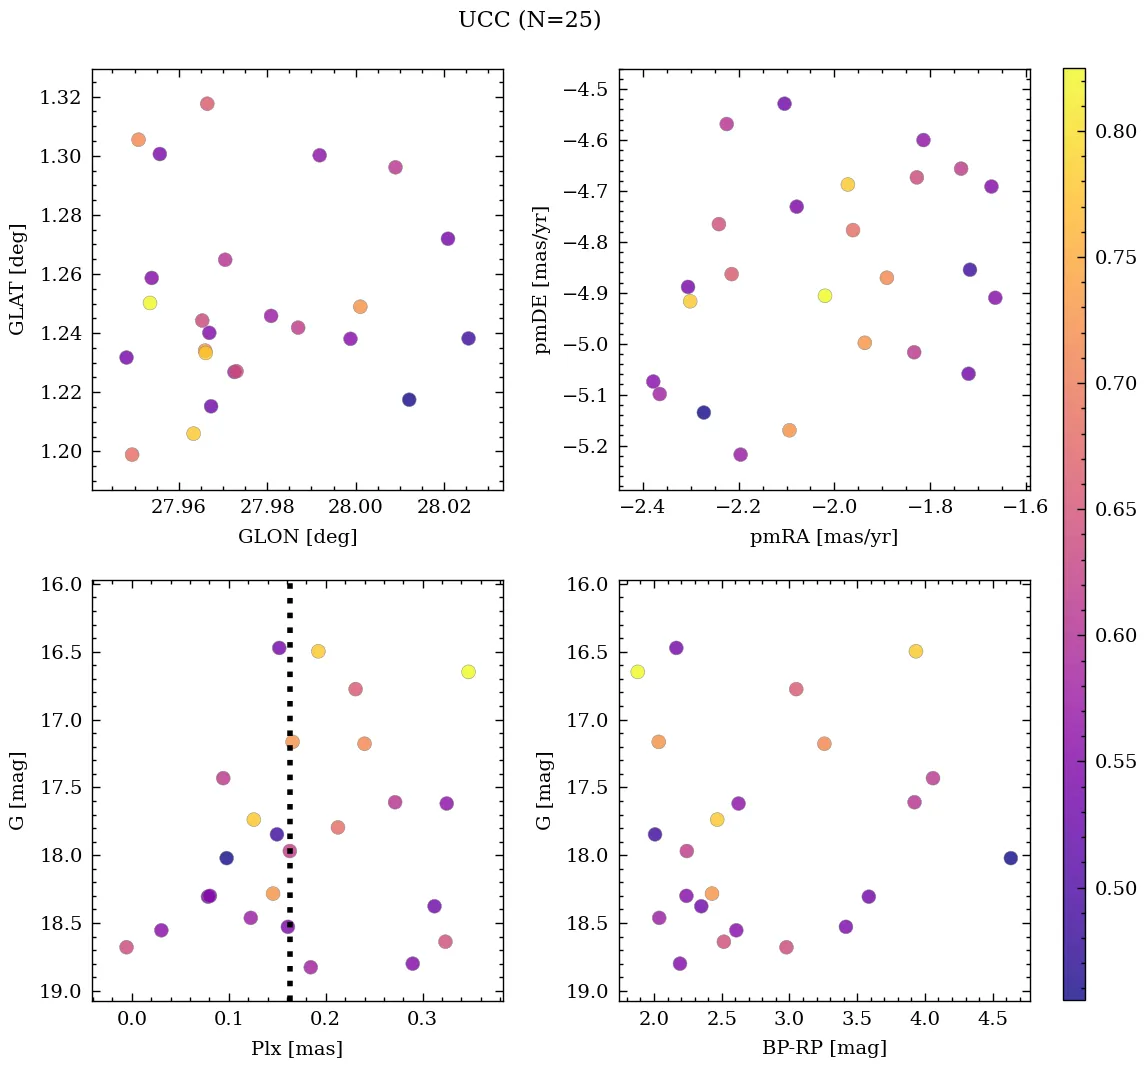 UCC (N=25)
1.32
1.30
1.28
1.26
1.24
1.22
1.20
GLAT [deg]
27.96 27.98 28.00 28.02
GLON [deg]
−4.5
−4.6
−4.7
−4.8
−4.9
−5.0
−5.1
−5.2
pmDE [mas/yr]
−2.4 −2.2 −2.0 −1.8 −1.6
pmRA [mas/yr]
16.0
16.5
17.0
17.5
18.0
18.5
19.0
G [mag]
0.0 0.1 0.2 0.3
Plx [mas]
16.0
16.5
17.0
17.5
18.0
18.5
19.0
G [mag]
2.0 2.5 3.0 3.5 4.0 4.5
BP-RP [mag]
0.80
0.75
0.70
0.65
0.60
0.55
0.50